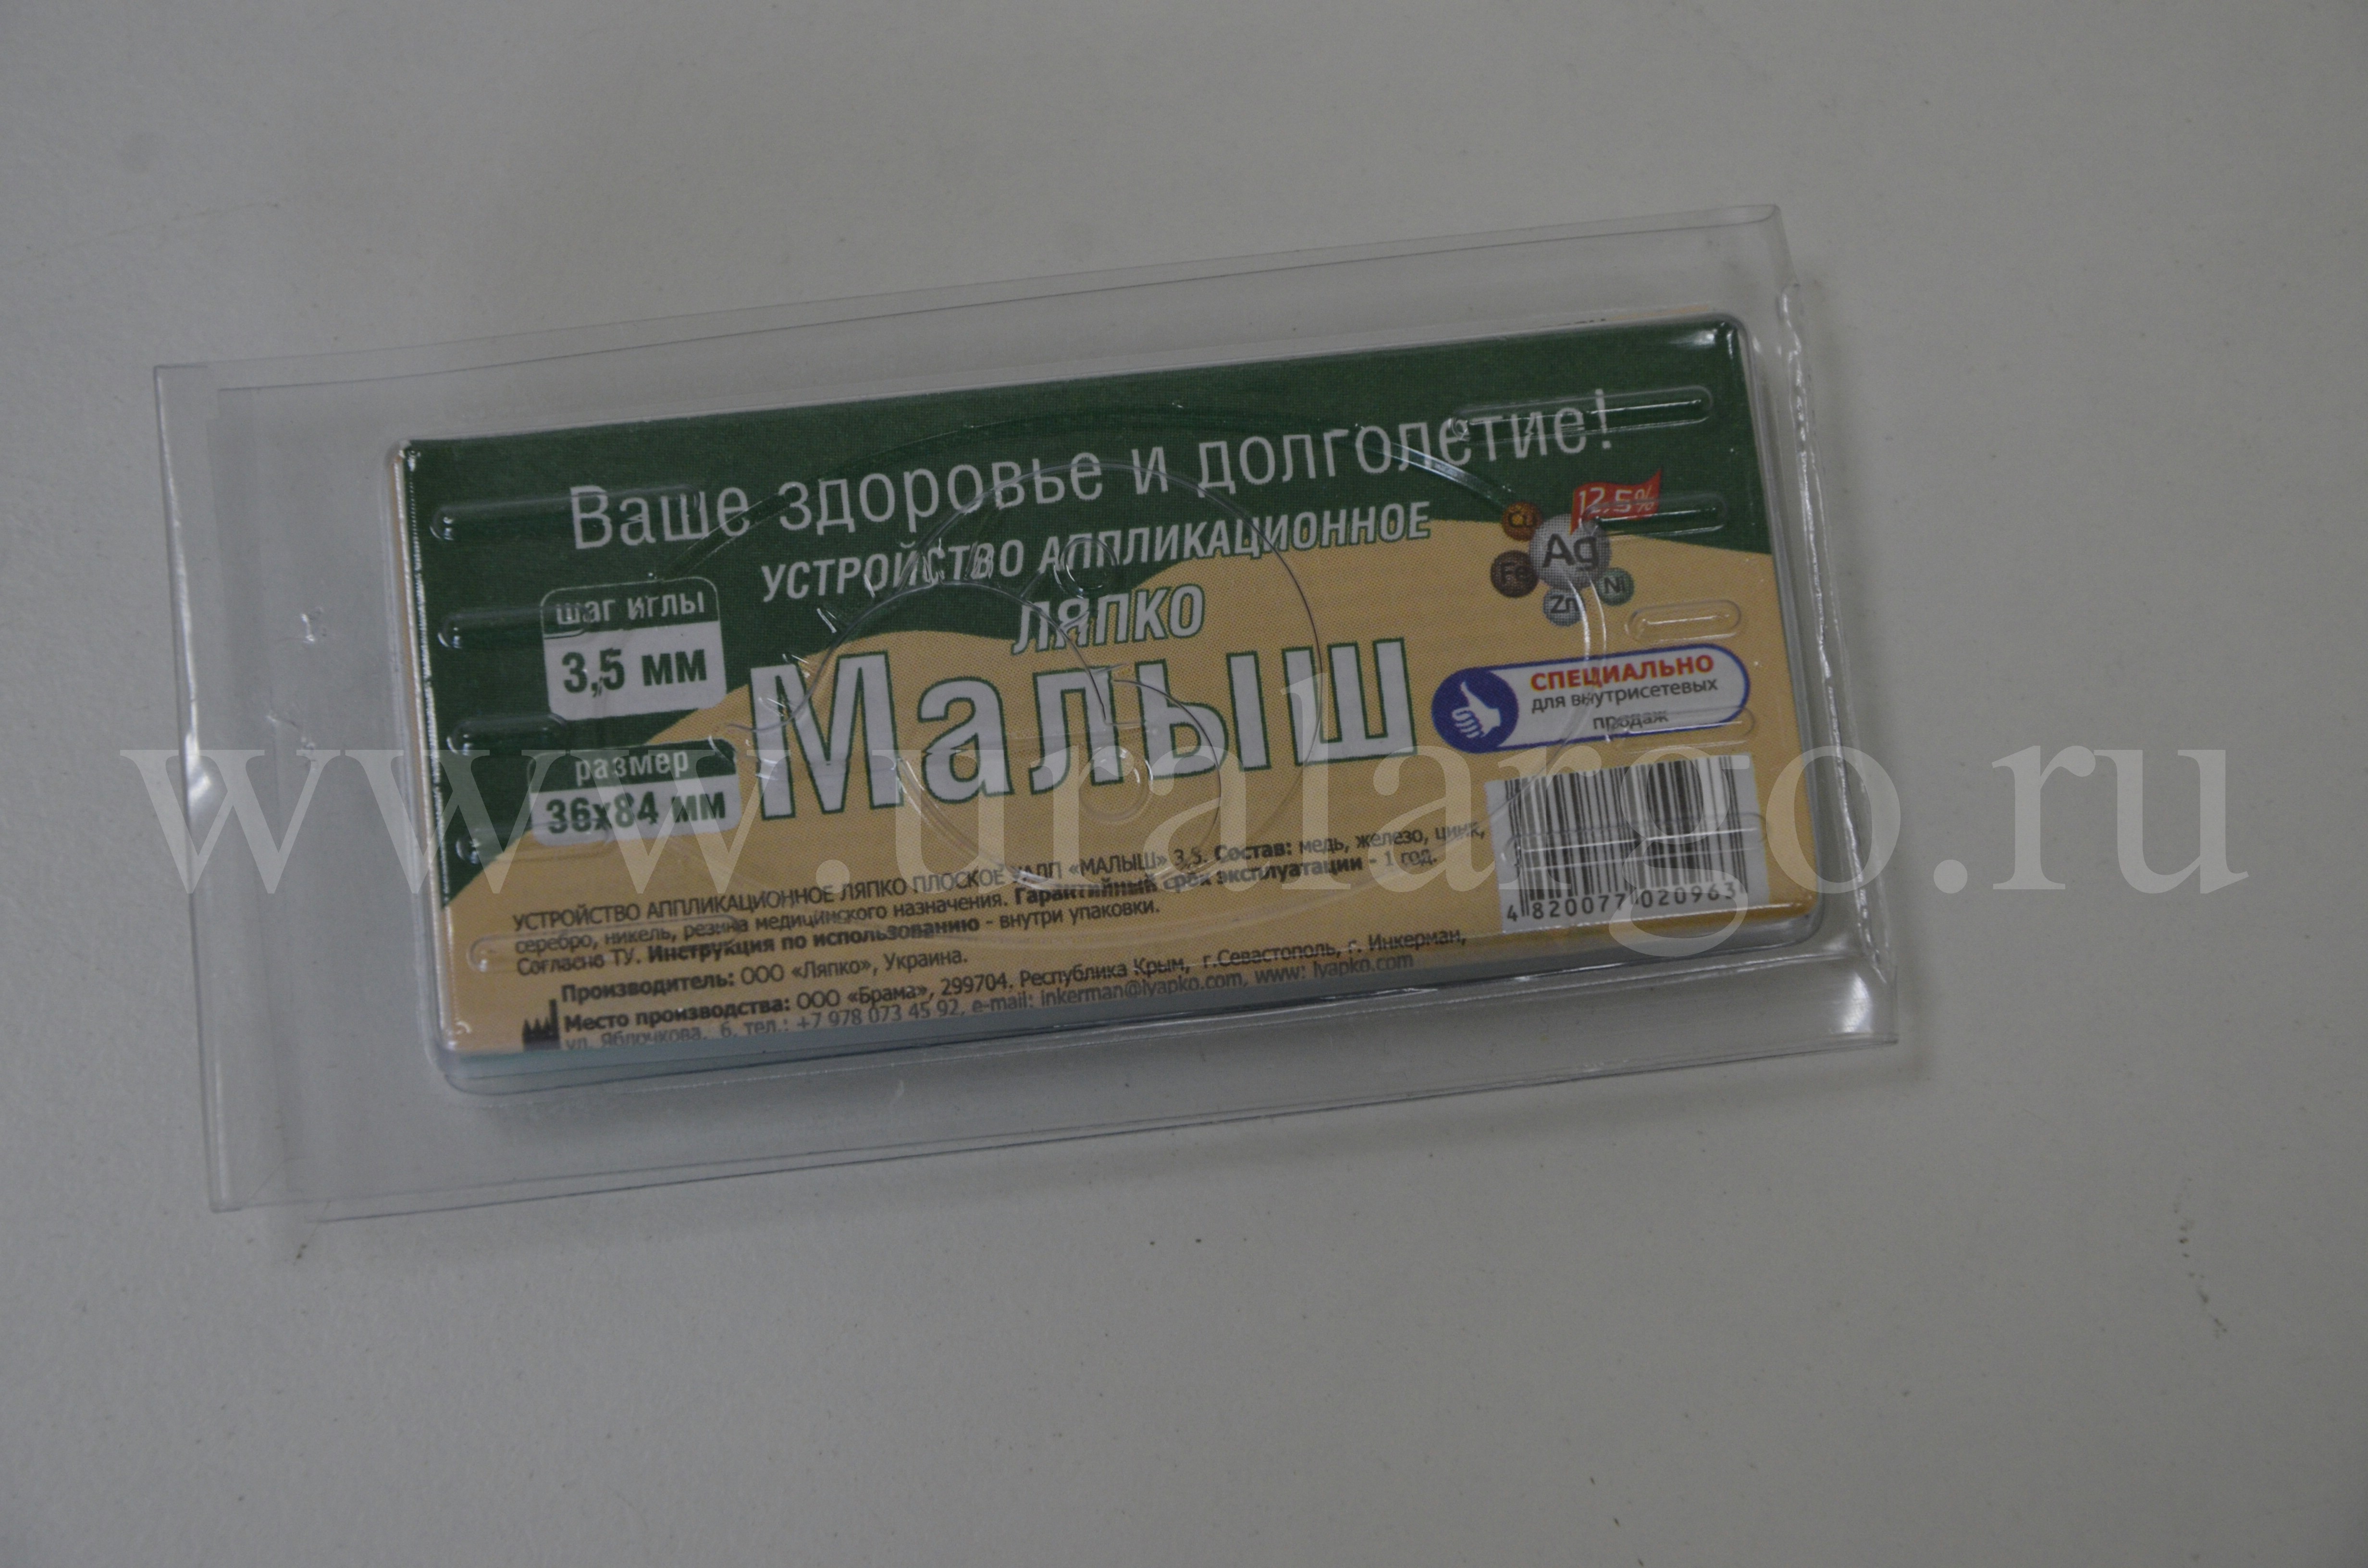 Ваше здоровье и долголетие!
УСТРОЙСТВО АППЛИКАЦИОННОЕ
ЛЯПКО
Малыш
шаг иглы
3,5 мм
размер
36х84 мм
12,5%
Cu
Ag
Fe
Ni
Zn
СПЕЦИАЛЬНО
для внутрисетевых
продаж
УСТРОЙСТВО АППЛИКАЦИОННОЕ ЛЯПКО ПЛОСКОЕ УАЛП «МАЛЫШ» 3,5. Состав: медь, железо, цинк,
серебро, никель, резина медицинского назначения. Гарантийный срок эксплуатации - 1 год.
Согласно ТУ. Инструкция по использованию - внутри упаковки.
Производитель: ООО «Ляпко», Украина.
Место производства: ООО «Брама», 299704, Республика Крым, г.Севастополь, г. Инкерман,
ул. Яблочкова, 6, тел.: +7 978 073 45 92, e-mail: inkerman@lyapko.com, www: lyapko.com
4 820077 020963
www.uralargo.ru